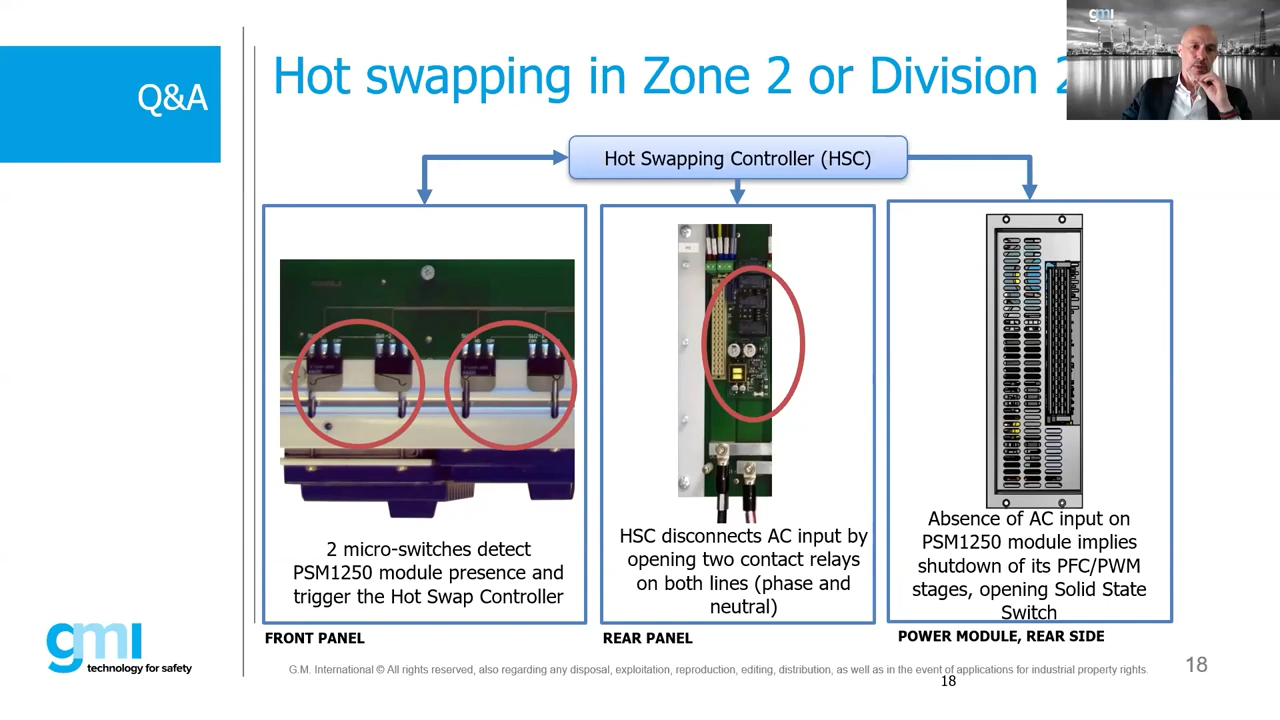 Q&A
Hot swapping in Zone 2 or Division 2
gmi
Hot Swapping Controller (HSC)
2 micro-switches detect
PSM1250 module presence and
trigger the Hot Swap Controller
HSC disconnects AC input by
opening two contact relays
on both lines (phase and
neutral)
Absence of AC input on
PSM1250 module implies
shutdown of its PFC/PWM
stages, opening Solid State
Switch
FRONT PANEL
REAR PANEL
POWER MODULE, REAR SIDE
gmi
technology for safety
G.M. International © All rights reserved, also regarding any disposal, exploitation, reproduction, editing, distribution, as well as in the event of applications for industrial property rights.
18
18